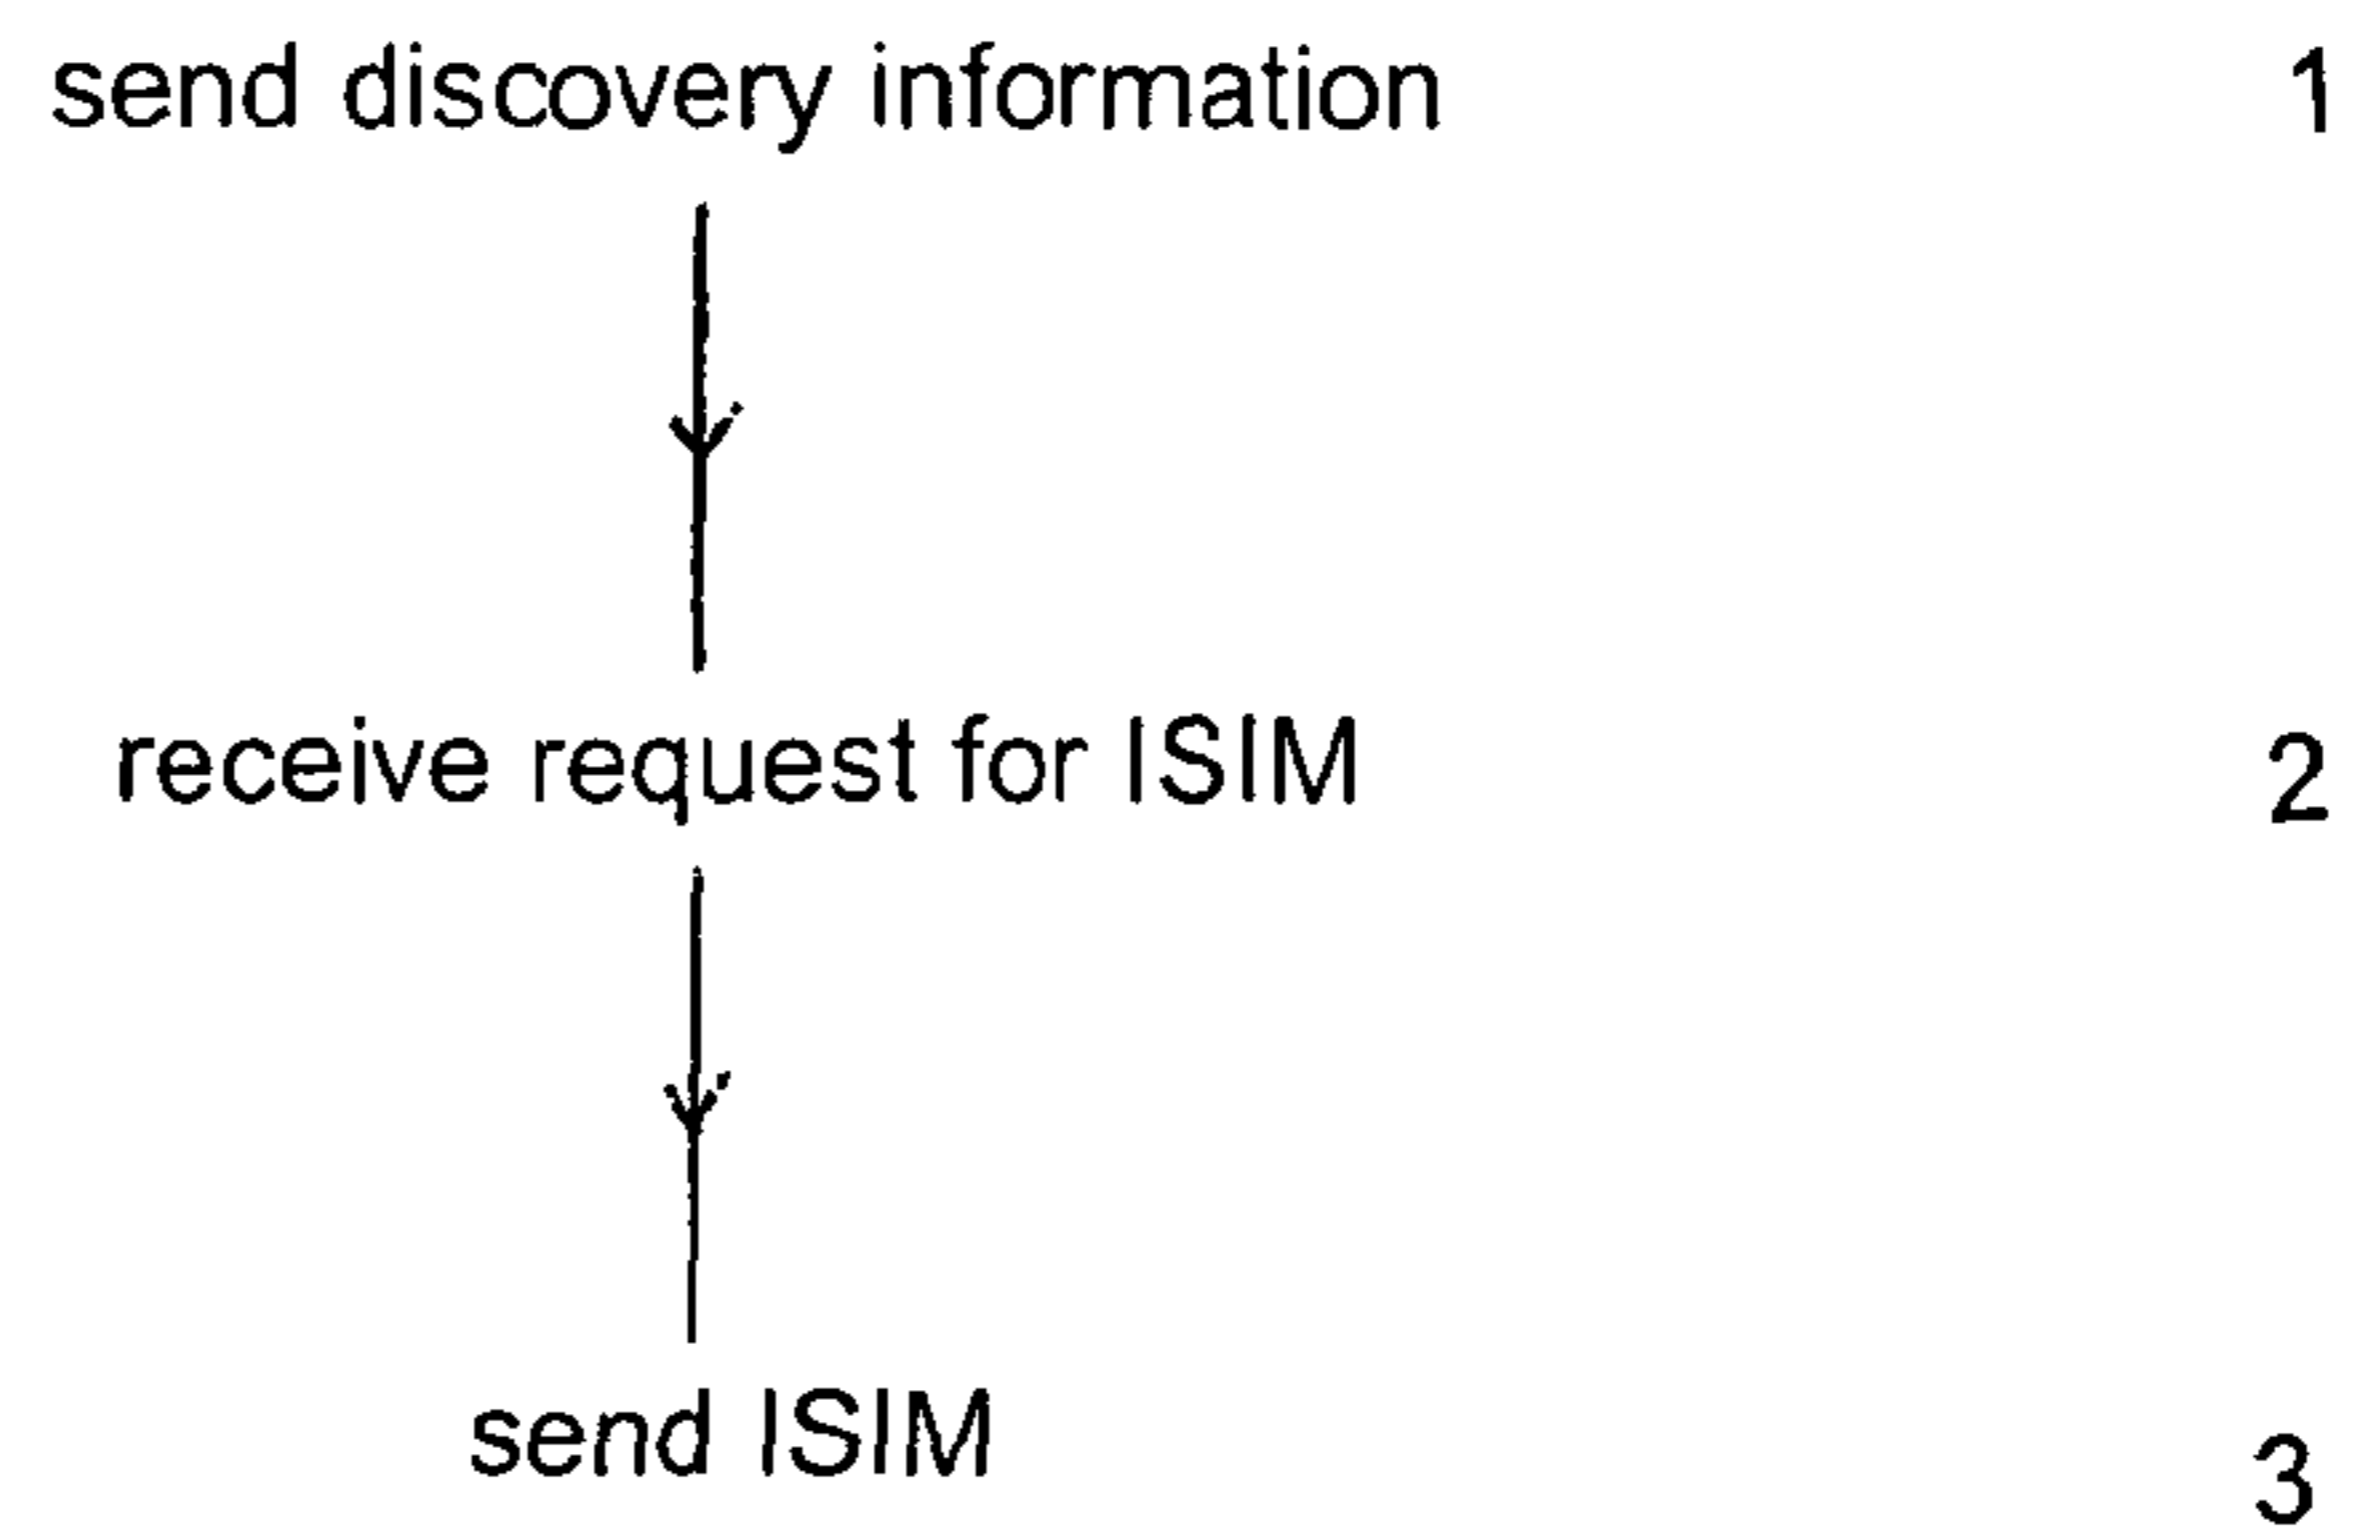 send discovery information 1
receive request for ISIM 2
send ISIM 3